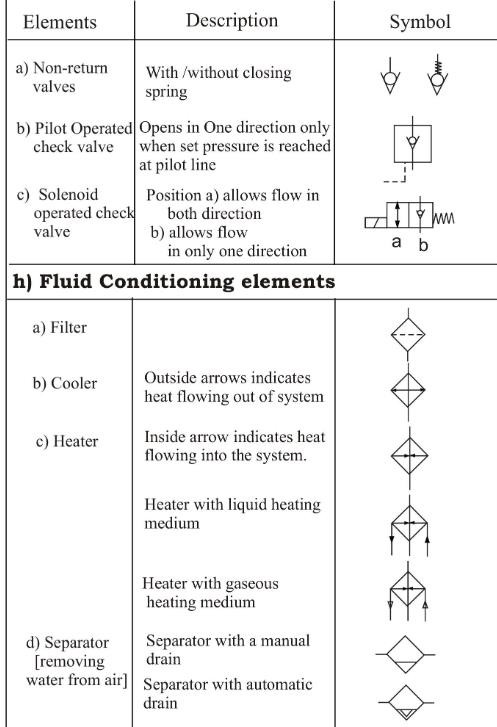 Elements Description Symbol
a) Non-return With /without closing
valves spring
b) Pilot Operated Opens in One direction only
check valve when set pressure is reached
at pilot line
c) Solenoid Position a) allows flow in
operated check both direction
valve b) allows flow
in only one direction
a b
h) Fluid Conditioning elements
a) Filter
b) Cooler Outside arrows indicates
heat flowing out of system
c) Heater Inside arrow indicates heat
flowing into the system.
Heater with liquid heating
medium
Heater with gaseous
heating medium
d) Separator Separator with a manual
[removing drain
water from air] Separator with automatic
drain